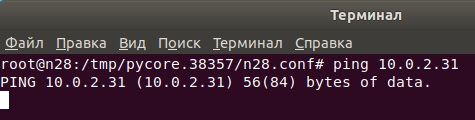 Терминал
Файл Правка Вид Поиск Терминал Справка
root@n28:/tmp/pycore.38357/n28.conf# ping 10.0.2.31
PING 10.0.2.31 (10.0.2.31) 56(84) bytes of data.